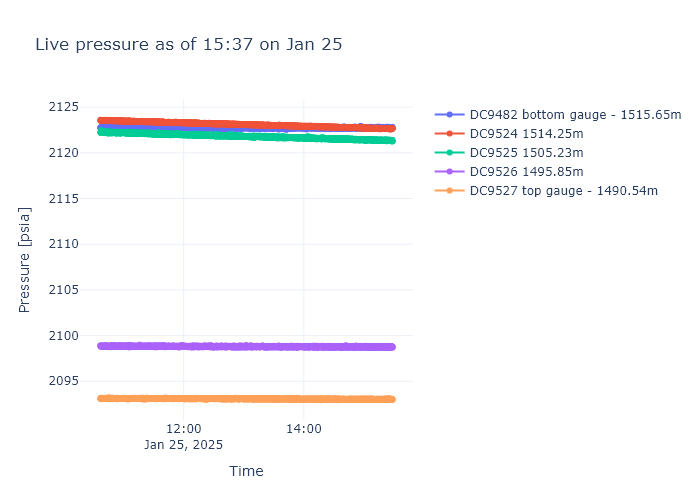 Live pressure as of 15:37 on Jan 25
2125
2120
2115
2110
2105
2100
2095
Pressure [psia]
12:00
Jan 25, 2025
14:00
Time
DC9482 bottom gauge - 1515.65m
DC9524 1514.25m
DC9525 1505.23m
DC9526 1495.85m
DC9527 top gauge - 1490.54m